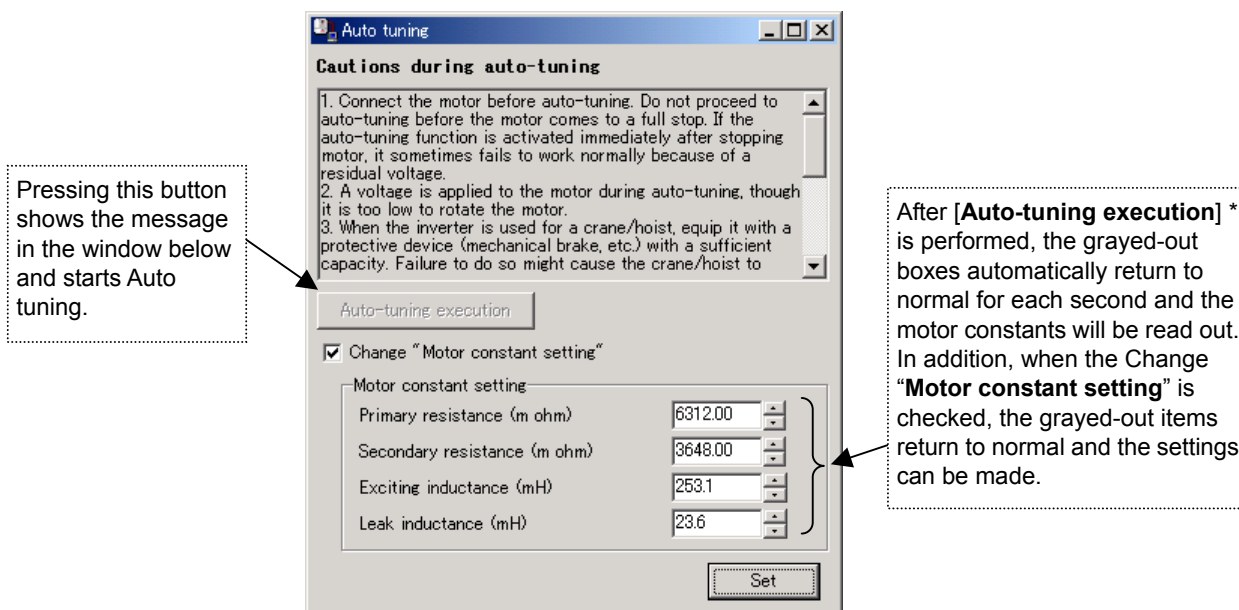 Auto tuning
Cautions during auto-tuning
1. Connect the motor before auto-tuning. Do not proceed to
auto-tuning before the motor comes to a full stop. If the
auto-tuning function is activated immediately after stopping
motor, it sometimes fails to work normally because of a
residual voltage.
2. A voltage is applied to the motor during auto-tuning, though
it is too low to rotate the motor.
3. When the inverter is used for a crane/hoist, equip it with a
protective device (mechanical brake, etc.) with a sufficient
capacity. Failure to do so might cause the crane/hoist to
Pressing this button
shows the message
in the window below
and starts Auto
tuning.
Auto-tuning execution
Change "Motor constant setting"
Motor constant setting
Primary resistance (m ohm) 6312.00
Secondary resistance (m ohm) 3648.00
Exciting inductance (mH) 253.1
Leak inductance (mH) 23.6
Set
After [Auto-tuning execution] *
is performed, the grayed-out
boxes automatically return to
normal for each second and the
motor constants will be read out.
In addition, when the Change
“Motor constant setting” is
checked, the grayed-out items
return to normal and the settings
can be made.